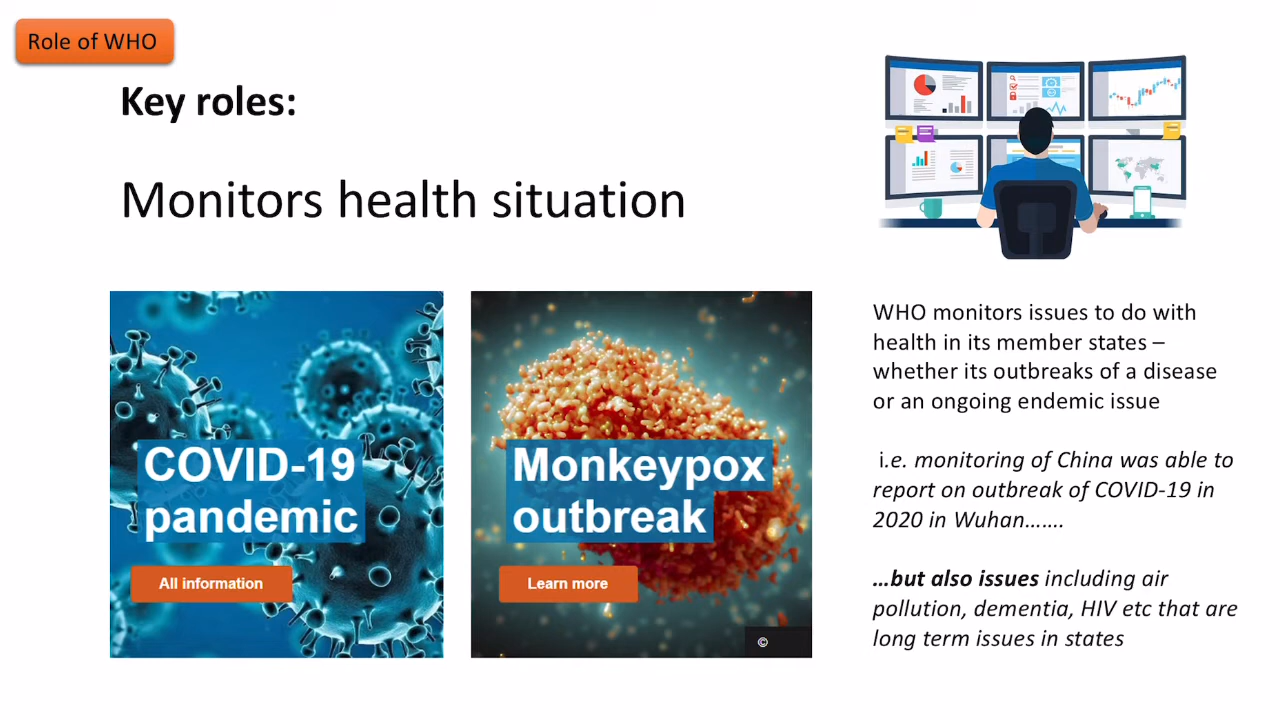 Role of WHO
Key roles:
Monitors health situation
COVID-19
pandemic
All information
Monkeypox
outbreak
Learn more
©
WHO monitors issues to do with
health in its member states –
whether its outbreaks of a disease
or an ongoing endemic issue
i.e. monitoring of China was able to
report on outbreak of COVID-19 in
2020 in Wuhan…….
…but also issues including air
pollution, dementia, HIV etc that are
long term issues in states